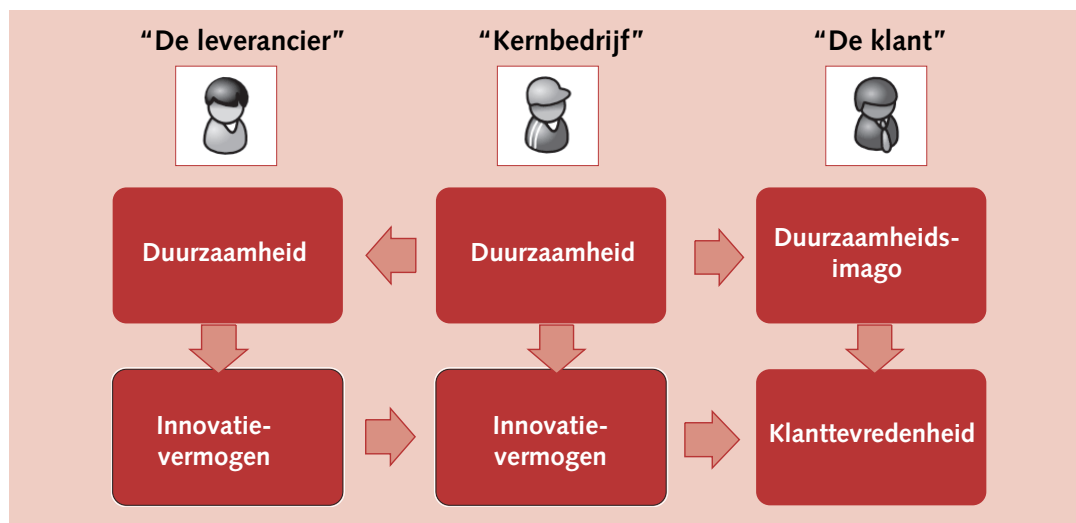 “De leverancier”
“Kernbedrijf”
“De klant”
Duurzaamheid
Duurzaamheid
Duurzaamheids-
imago
Innovatie-
vermogen
Innovatie-
vermogen
Klanttevredenheid